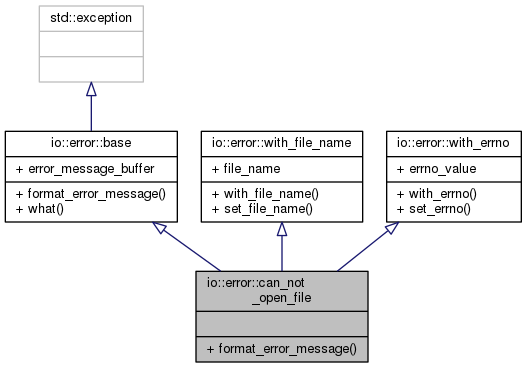 std::exception
io::error::base
+ error_message_buffer
+ format_error_message()
+ what()
io::error::with_file_name
+ file_name
+ with_file_name()
+ set_file_name()
io::error::with_errno
+ errno_value
+ with_errno()
+ set_errno()
io::error::can_not
_open_file
+ format_error_message()